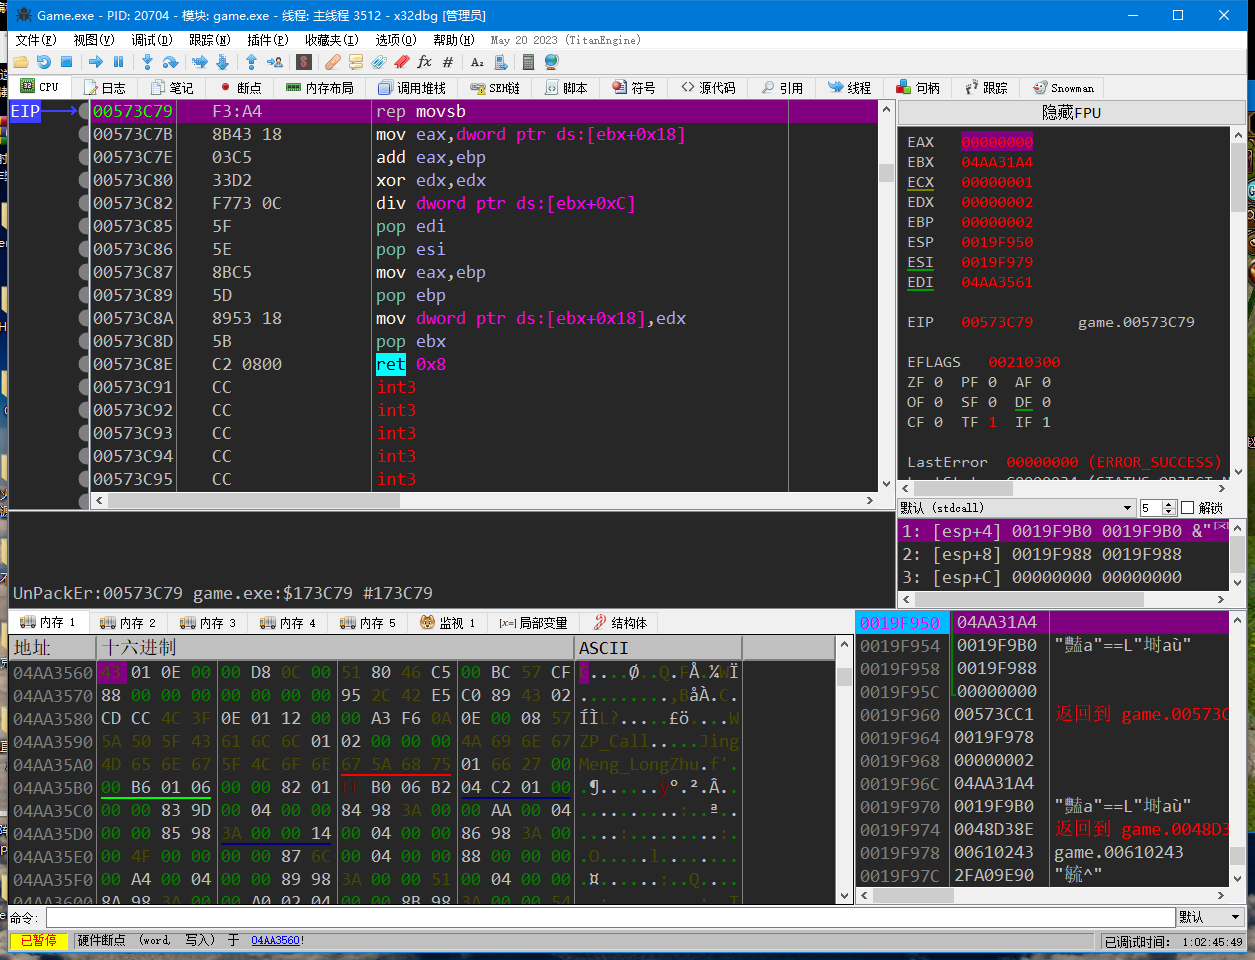 Game.exe - PID: 20704 - 模块: game.exe - 线程: 主线程 3512 - x32dbg [管理员]
文件(F) 视图(V) 调试(D) 跟踪(N) 插件(P) 收藏夹(I) 选项(O) 帮助(H) May 20 2023 (TitanEngine)
CPU 日志 笔记 断点 内存布局 调用堆栈 SEH链 脚本 符号 源代码 引用 线程 句柄 跟踪 Snowman
EIP 00573C79 F3:A4 rep movsb
00573C7B 8B43 18 mov eax,dword ptr ds:[ebx+0x18]
00573C7E 03C5 add eax,ebp
00573C80 33D2 xor edx,edx
00573C82 F773 0C div dword ptr ds:[ebx+0xC]
00573C85 5F pop edi
00573C86 5E pop esi
00573C87 8BC5 mov eax,ebp
00573C89 5D pop ebp
00573C8A 8953 18 mov dword ptr ds:[ebx+0x18],edx
00573C8D 5B pop ebx
00573C8E C2 0800 ret 0x8
00573C91 CC int3
00573C92 CC int3
00573C93 CC int3
00573C94 CC int3
00573C95 CC int3
隐藏FPU
EAX 00000000
EBX 04AA31A4
ECX 00000001
EDX 00000002
EBP 00000002
ESP 0019F950
ESI 0019F979
EDI 04AA3561
EIP 00573C79 game.00573C79
EFLAGS 00210300
ZF 0 PF 0 AF 0
OF 0 SF 0 DF 0
CF 0 TF 1 IF 1
LastError 00000000 (ERROR_SUCCESS)
默认 (stdcall) 5 解锁
1: [esp+4] 0019F9B0 0019F9B0 &"
2: [esp+8] 0019F988 0019F988
3: [esp+C] 00000000 00000000
UnPackEr:00573C79 game.exe:$173C79 #173C79
内存 1 内存 2 内存 3 内存 4 内存 5 监视 1 [x=] 局部变量 结构体
地址 十六进制 ASCII
04AA3560 43 01 0E 00 00 D8 0C 00 51 80 46 C5 00 BC 57 CF
04AA3570 88 00 00 00 00 00 00 00 95 2C 42 E5 C0 89 43 02
04AA3580 CD CC 4C 3F 0E 01 12 00 00 A3 F6 0A 0E 00 08 57
04AA3590 5A 50 5F 43 61 6C 6C 01 02 00 00 00 4A 69 6E 67 ZP_Call.....Jing
04AA35A0 4D 65 6E 67 5F 4C 6F 6E 67 5A 68 75 01 66 27 00 Meng_LongZhu.f'.
04AA35B0 00 B6 01 06 00 00 82 01 FF B0 06 B2 04 C2 01 00
04AA35C0 00 00 83 9D 00 04 00 00 84 98 3A 00 00 AA 00 04
04AA35D0 00 00 85 98 3A 00 00 14 00 04 00 00 86 98 3A 00
04AA35E0 00 4F 00 00 00 00 87 6C 00 04 00 00 88 00 00 00
04AA35F0 00 A4 00 04 00 00 89 98 3A 00 00 51 00 04 00 00
04AA3600 8A 98 3A 00 00 A0 02 04 00 00 8B 98 3A 00 00 54
0019F950 04AA31A4
0019F954 0019F9B0
0019F958 0019F988
0019F95C 00000000
0019F960 00573CC1 返回到 game.00573C
0019F964 0019F978
0019F968 00000002
0019F96C 04AA31A4
0019F970 0019F9B0
0019F974 0048D38E 返回到 game.0048D3
0019F978 00610243 game.00610243
0019F97C 2FA09E90 "毓^"
命令: 默认
已暂停 硬件断点 (word, 写入) 于 04AA3560! 已调试时间: 1:02:45:49